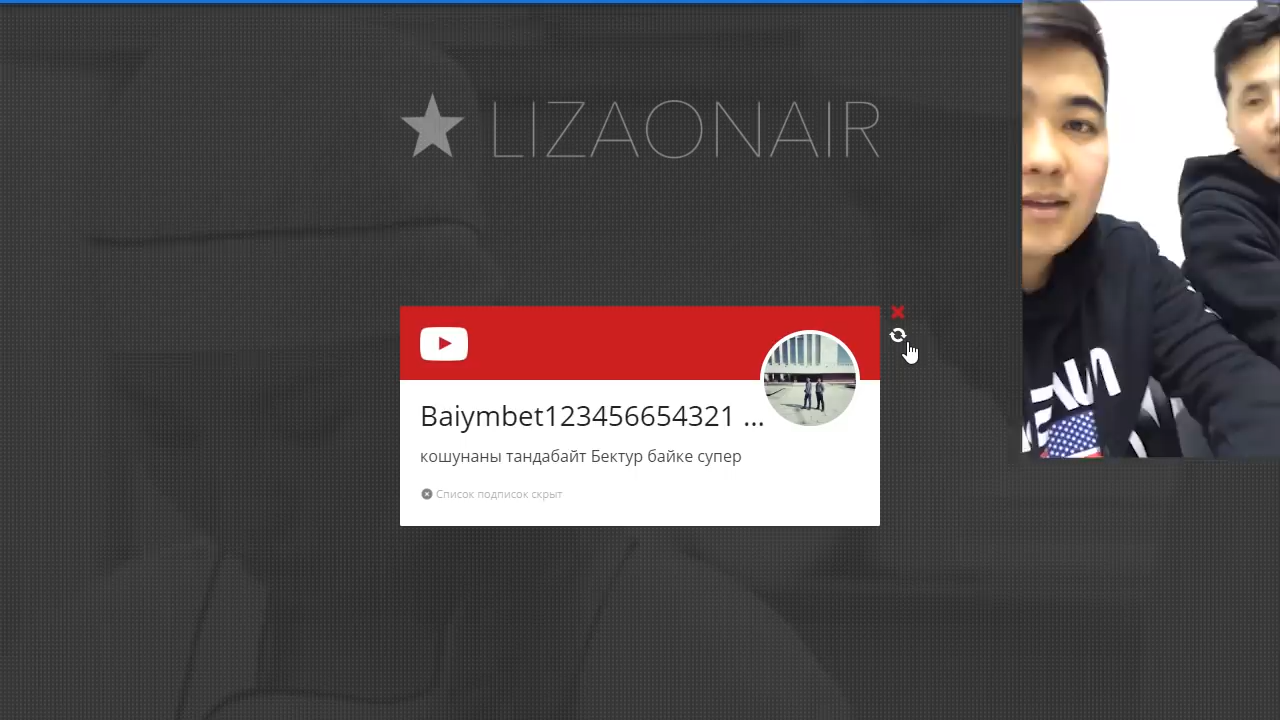 LIZAONAIR
Baiymbet123456654321 ...
кошунаны тандабайт Бектур байке супер
Список подписок скрыт